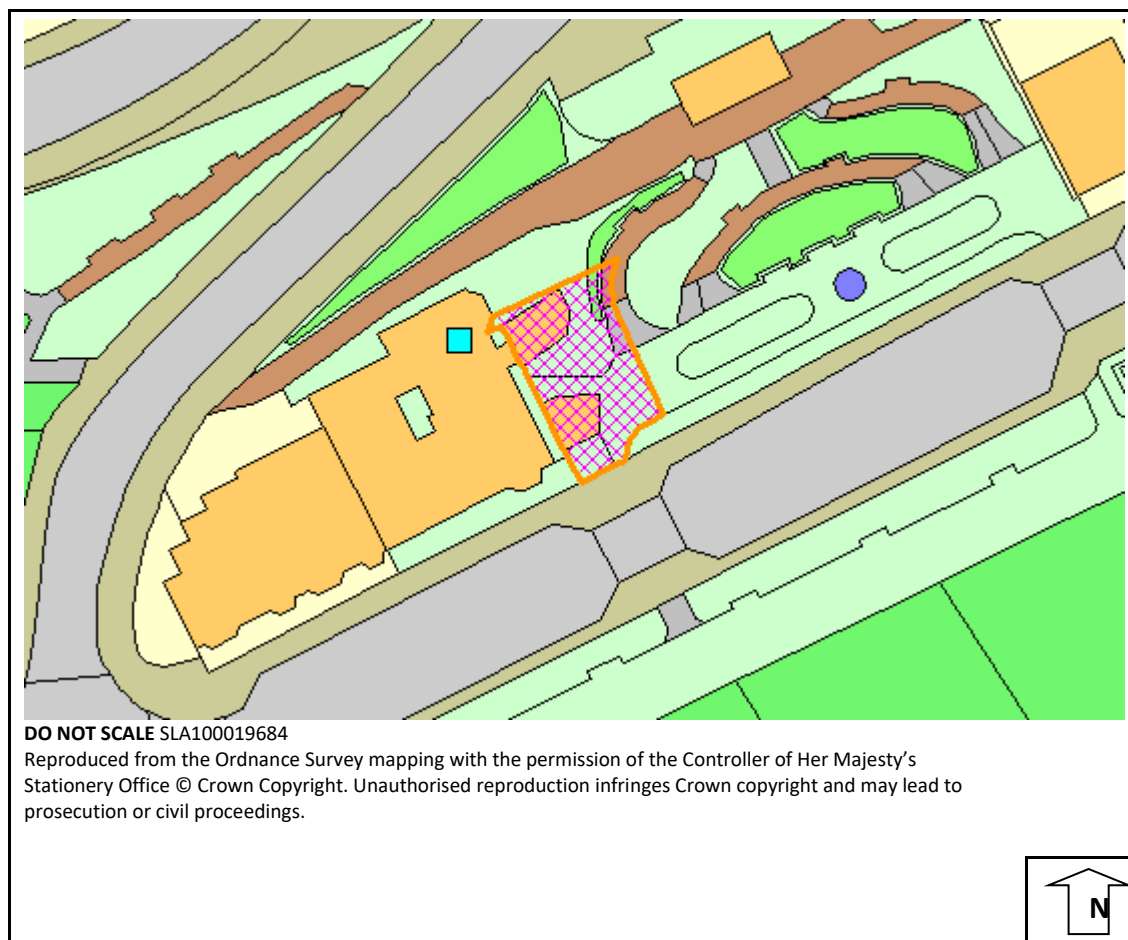 DO NOT SCALE SLA100019684
Reproduced from the Ordnance Survey mapping with the permission of the Controller of Her Majesty's
Stationery Office © Crown Copyright. Unauthorised reproduction infringes Crown copyright and may lead to
prosecution or civil proceedings.
N